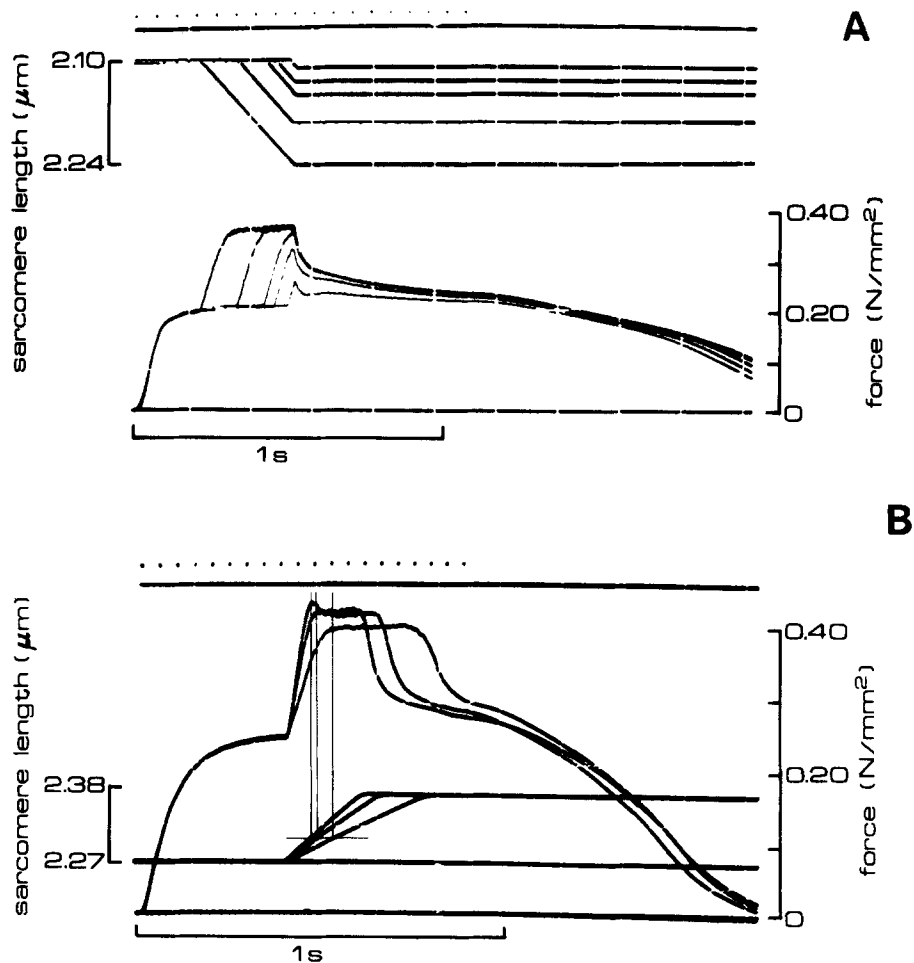 A
sarcomere length (μm)
2.10
2.24
0.40
0.20
0
force (N/mm²)
1s
B
sarcomere length (μm)
2.38
2.27
0.40
0.20
0
force (N/mm²)
1s